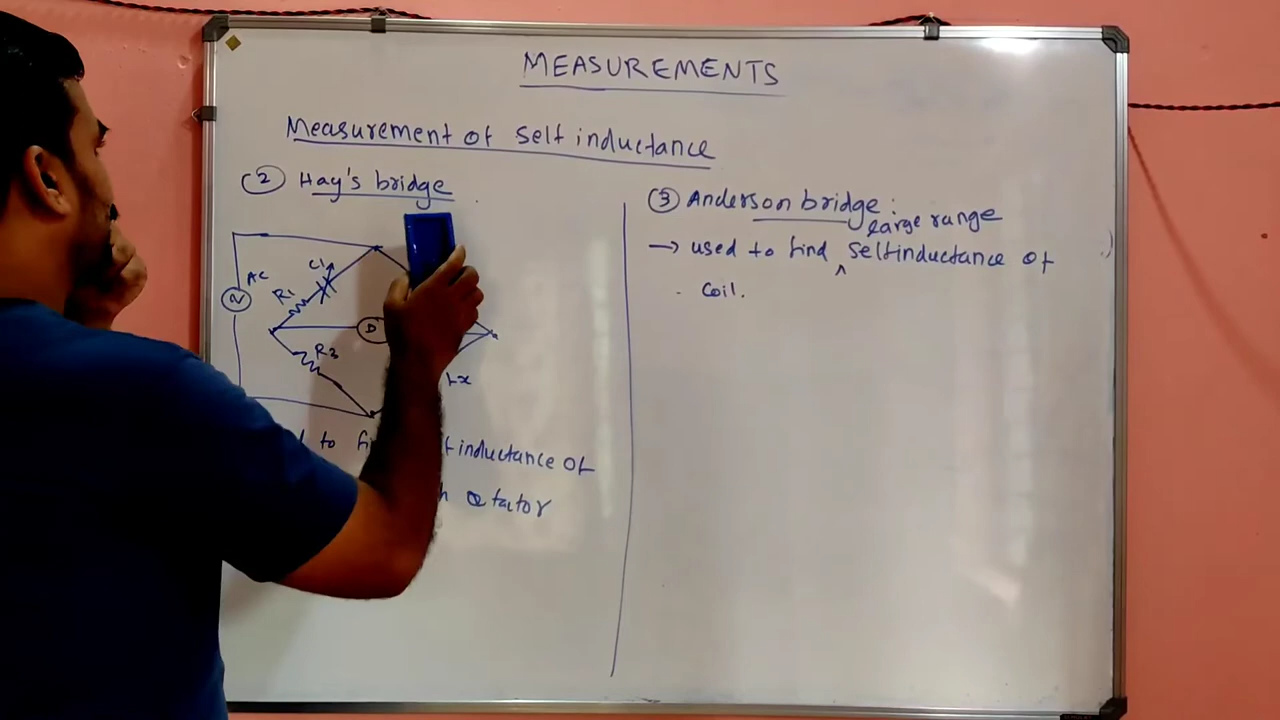 MEASUREMENTS
Measurement of self inductance
② Hay's bridge
AC
C1
R1
D
R3
Lx
to
inductance of
Q factor
③ Anderson bridge:
large range
→ used to find ^ selfinductance of
coil.